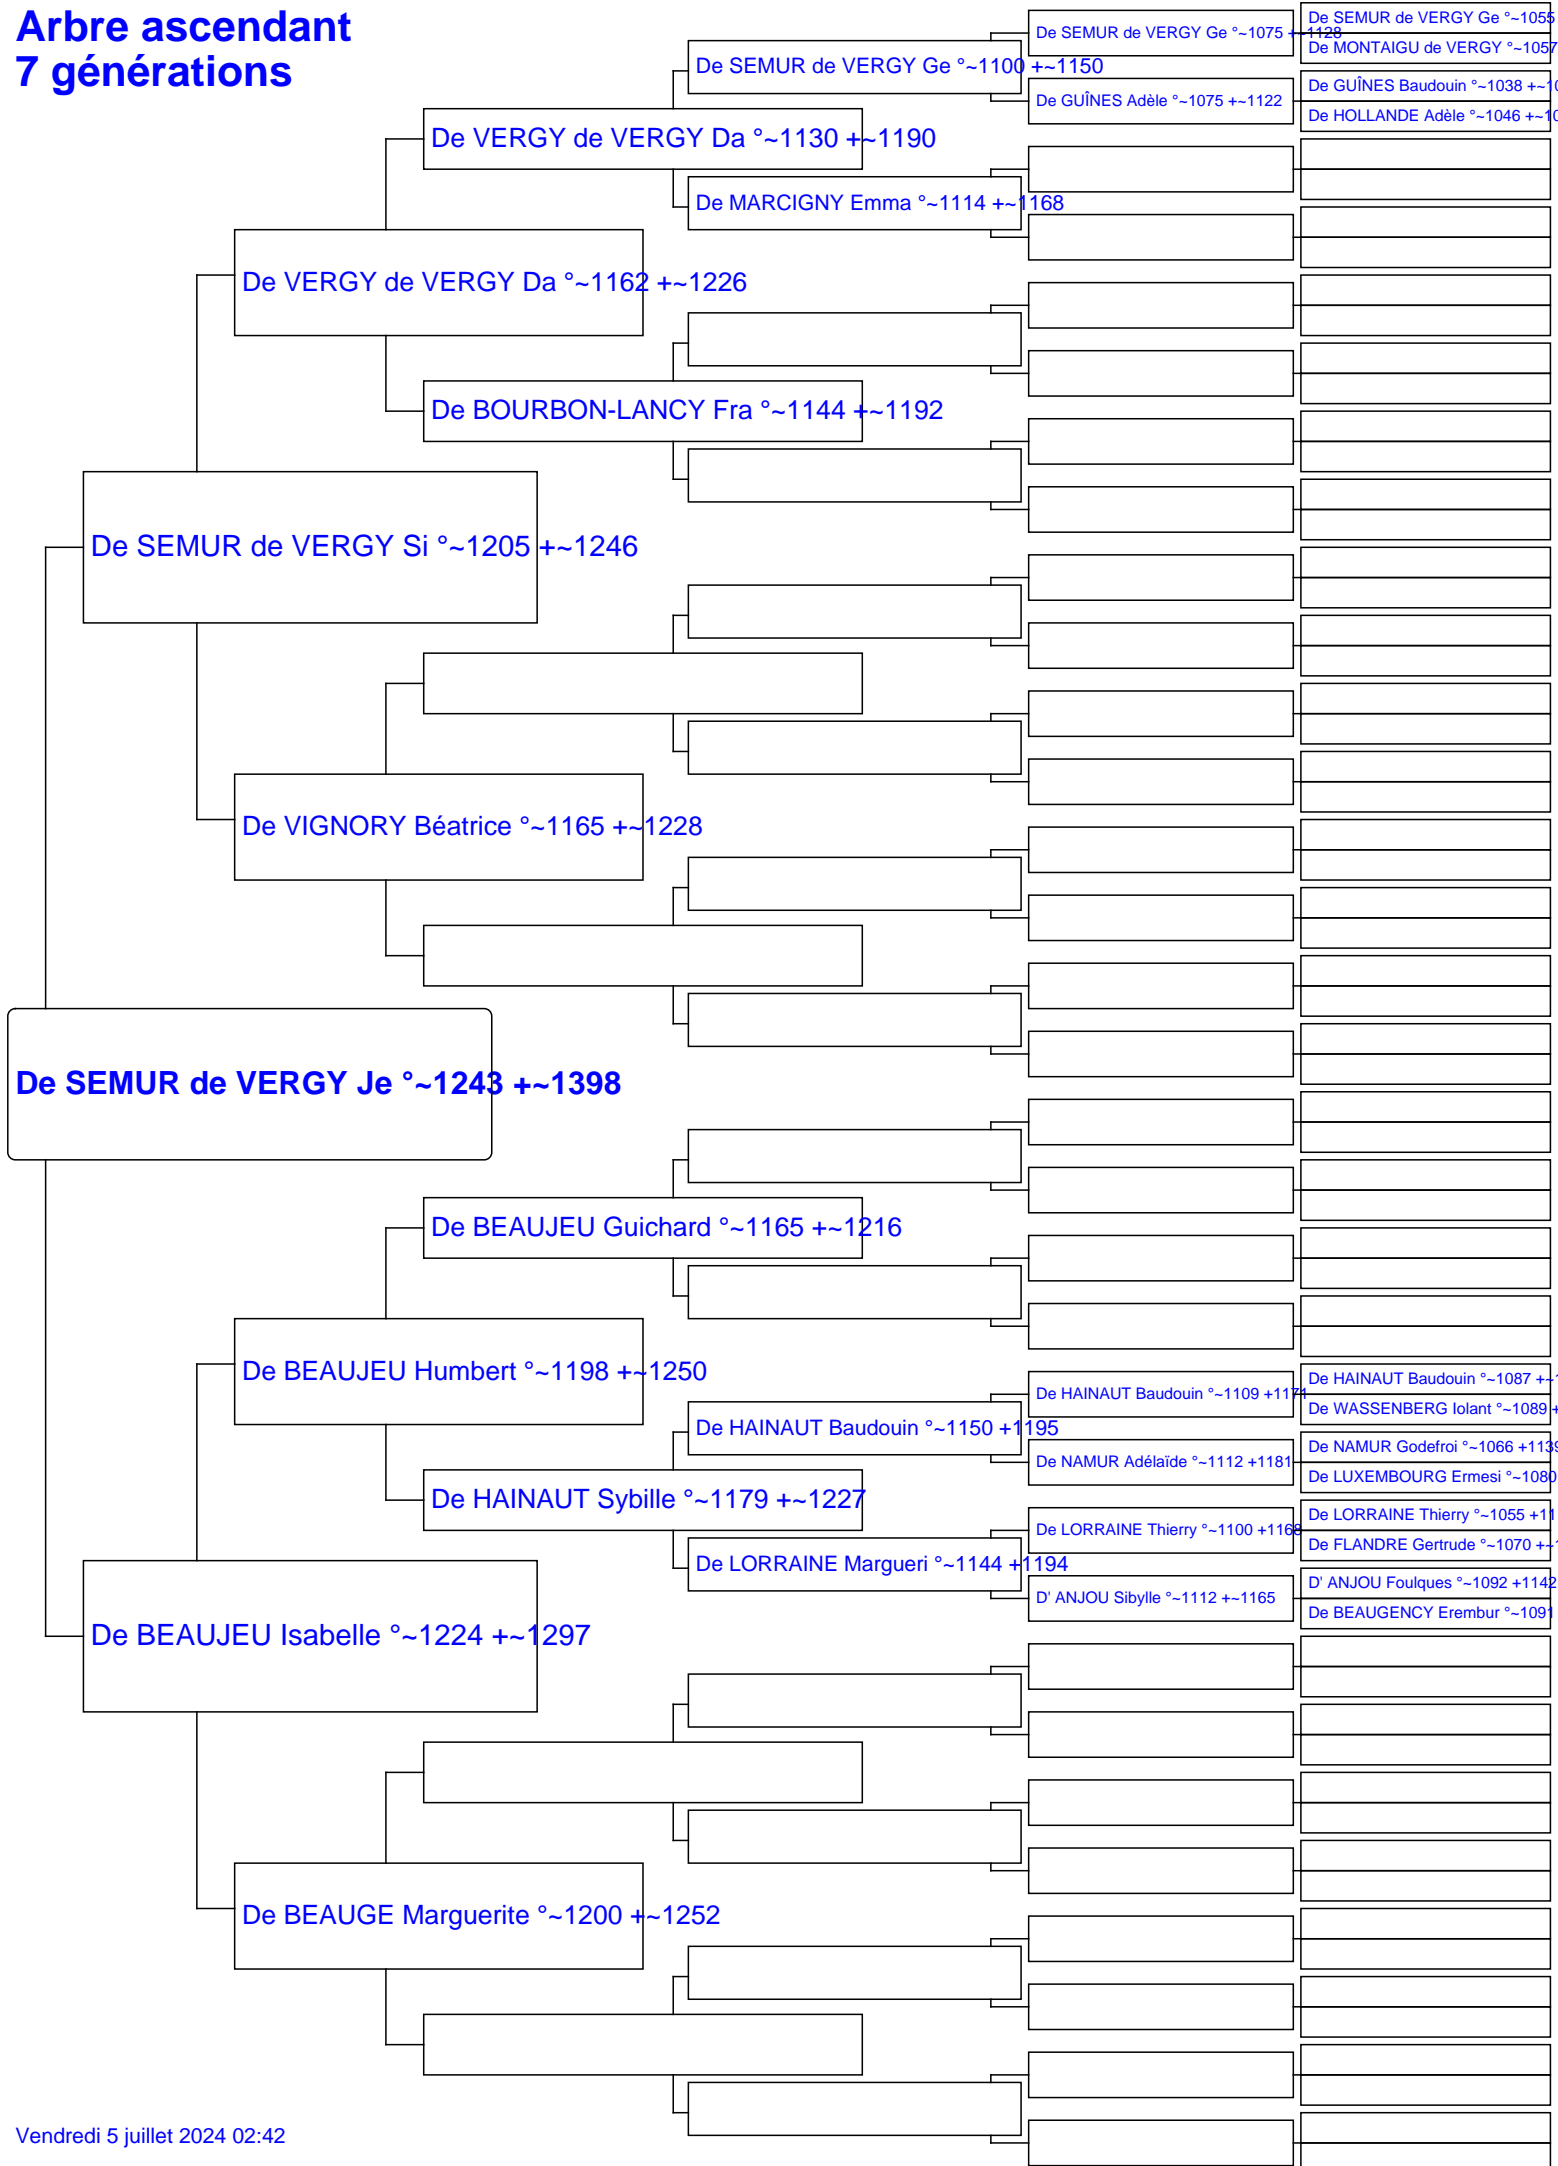 Arbre ascendant
7 générations
De SEMUR de VERGY Ge °~1055
De SEMUR de VERGY Ge °~1075 +~1128
De MONTAIGU de VERGY °~1057
De SEMUR de VERGY Ge °~1100 +~1150
De GUÎNES Baudouin °~1038 +~10
De GUÎNES Adèle °~1075 +~1122
De HOLLANDE Adèle °~1046 +~10
De VERGY de VERGY Da °~1130 +~1190
De MARCIGNY Emma °~1114 +~1168
De VERGY de VERGY Da °~1162 +~1226
De BOURBON-LANCY Fra °~1144 +~1192
De SEMUR de VERGY Si °~1205 +~1246
De VIGNORY Béatrice °~1165 +~1228
De SEMUR de VERGY Je °~1243 +~1398
De BEAUJEU Guichard °~1165 +~1216
De BEAUJEU Humbert °~1198 +~1250
De HAINAUT Baudouin °~1087 +~1
De HAINAUT Baudouin °~1109 +1171
De WASSENBERG Iolant °~1089 +
De HAINAUT Baudouin °~1150 +1195
De NAMUR Godefroi °~1066 +1139
De NAMUR Adélaïde °~1112 +1181
De LUXEMBOURG Ermesi °~1080
De HAINAUT Sybille °~1179 +~1227
De LORRAINE Thierry °~1055 +11
De LORRAINE Thierry °~1100 +1168
De FLANDRE Gertrude °~1070 +~1
De LORRAINE Margueri °~1144 +1194
D' ANJOU Foulques °~1092 +1142
D' ANJOU Sibylle °~1112 +~1165
De BEAUGENCY Erembur °~1091
De BEAUJEU Isabelle °~1224 +~1297
De BEAUGE Marguerite °~1200 +~1252
Vendredi 5 juillet 2024 02:42